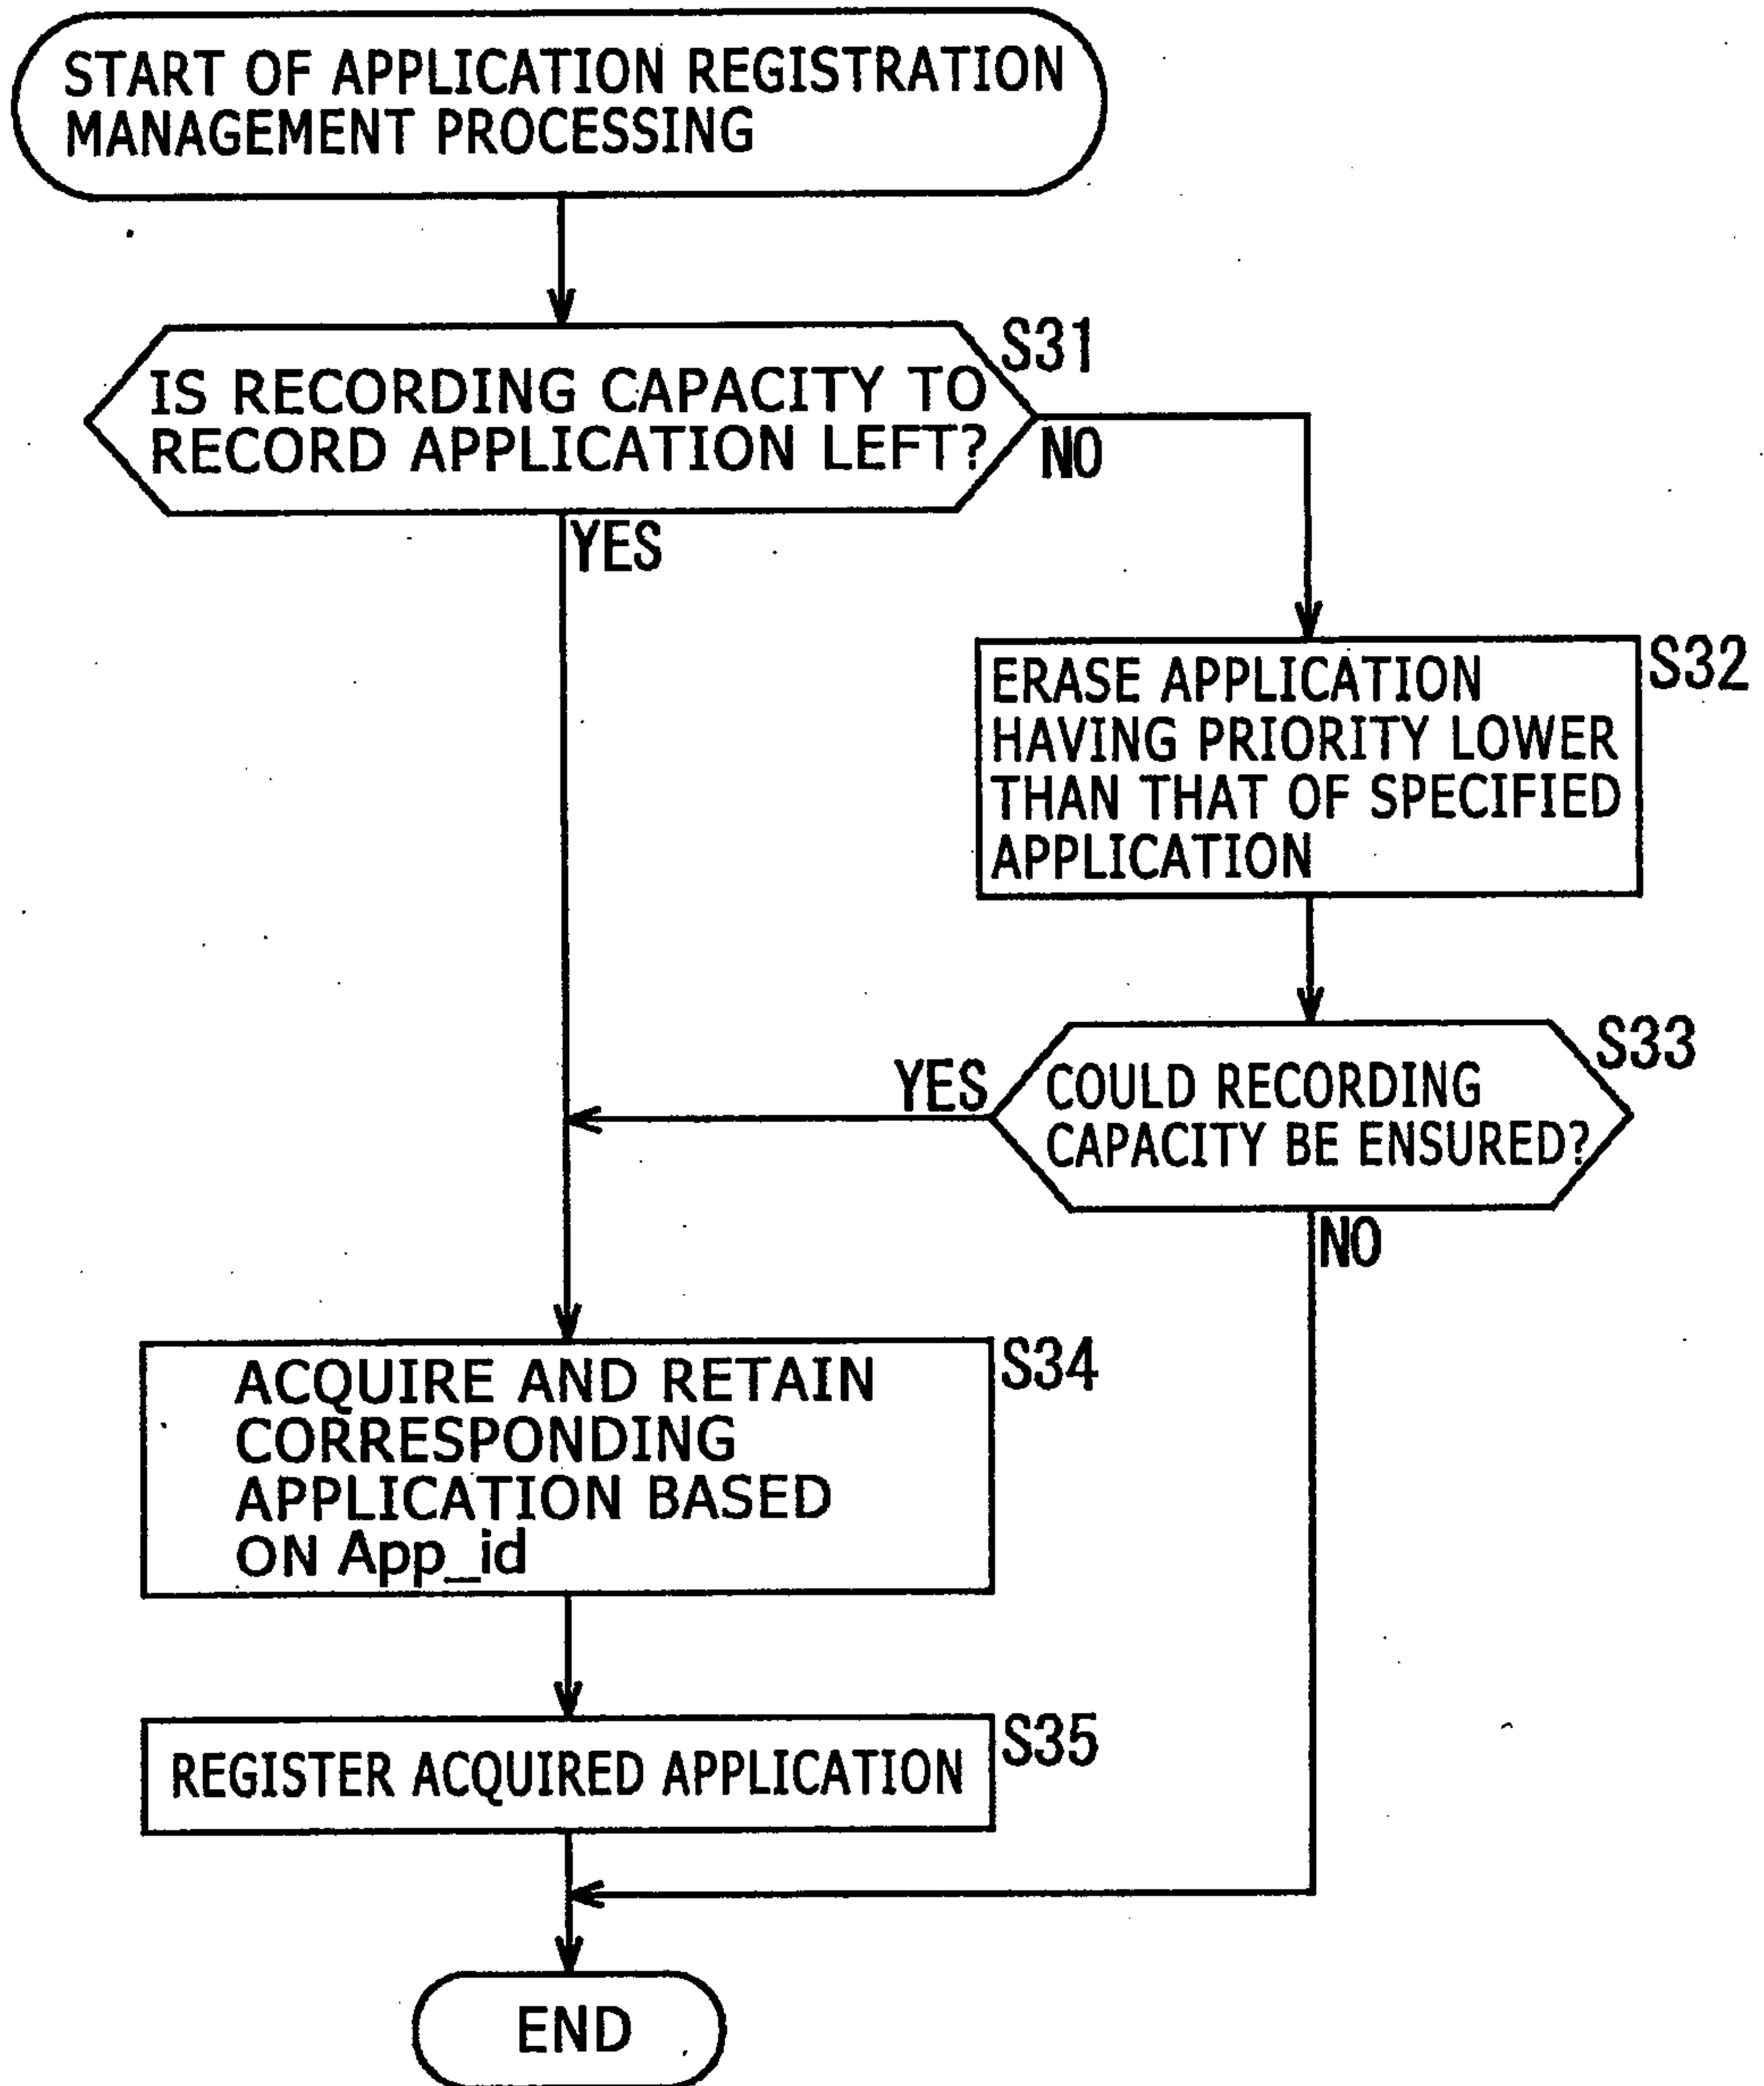 START OF APPLICATION REGISTRATION
MANAGEMENT PROCESSING
S31
IS RECORDING CAPACITY TO
RECORD APPLICATION LEFT?
NO
YES
S32
ERASE APPLICATION
HAVING PRIORITY LOWER
THAN THAT OF SPECIFIED
APPLICATION
S33
YES
COULD RECORDING
CAPACITY BE ENSURED?
NO
S34
ACQUIRE AND RETAIN
CORRESPONDING
APPLICATION BASED
ON App_id
S35
REGISTER ACQUIRED APPLICATION
END